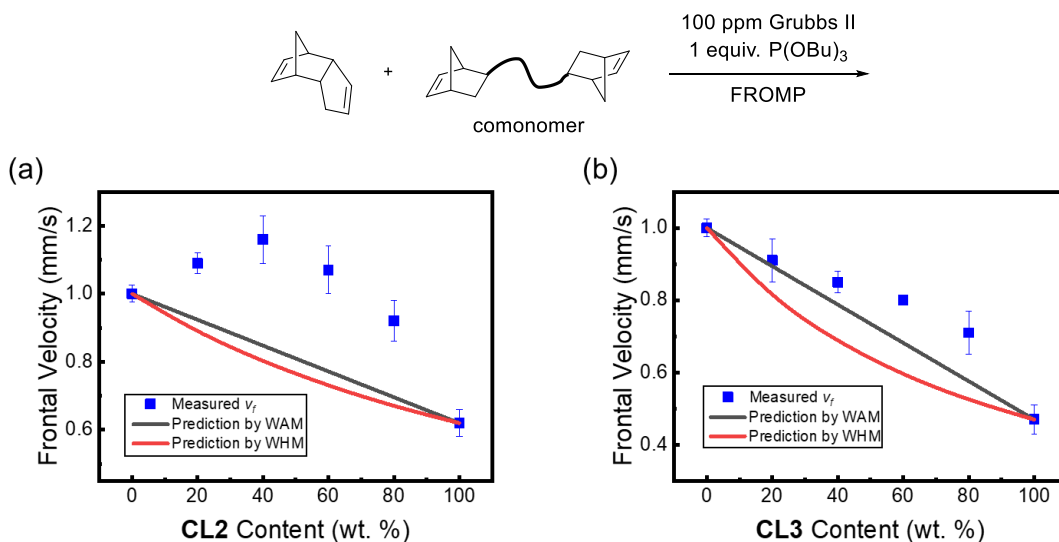 100 ppm Grubbs II
1 equiv. P(OBu)3
+
FROMP
comonomer
(a)
Frontal Velocity (mm/s)
1.2
1.0
0.8
0.6
Measured vf
Prediction by WAM
Prediction by WHM
0 20 40 60 80 100
CL2 Content (wt. %)
(b)
Frontal Velocity (mm/s)
1.0
0.8
0.6
0.4
Measured vf
Prediction by WAM
Prediction by WHM
0 20 40 60 80 100
CL3 Content (wt. %)